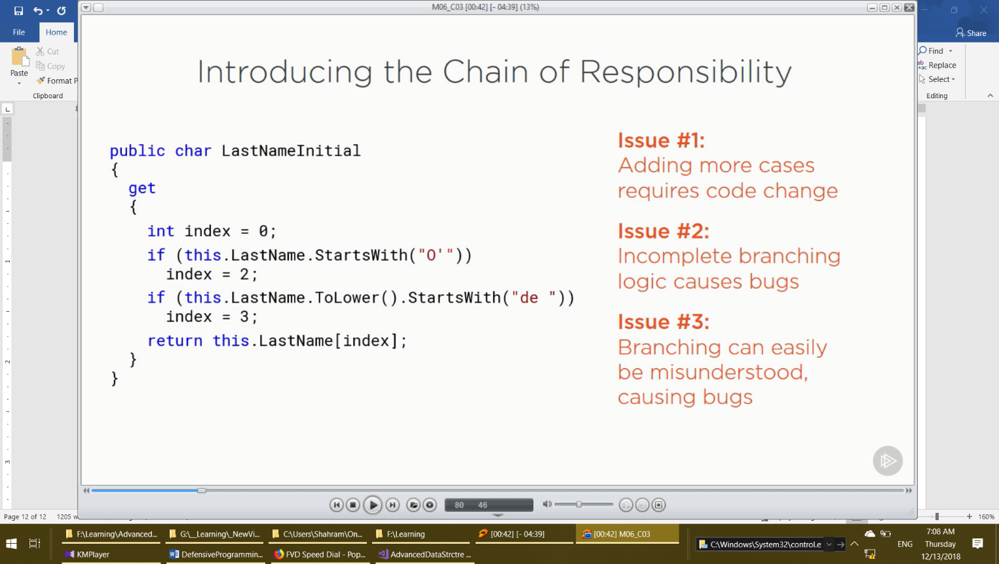 M06_C03 [00:42] [- 04:39] (13%)
File
Home
Share
Paste
Cut
Copy
Format P
Clipboard
Find
Replace
Select
Editing
Introducing the Chain of Responsibility
public char LastNameInitial
{
get
{
int index = 0;
if (this.LastName.StartsWith("O'"))
index = 2;
if (this.LastName.ToLower().StartsWith("de "))
index = 3;
return this.LastName[index];
}
}
Issue #1:
Adding more cases
requires code change
Issue #2:
Incomplete branching
logic causes bugs
Issue #3:
Branching can easily
be misunderstood,
causing bugs
80 46
Page 12 of 12 1205 w
160%
F:\Learning\Advanced...
G:\__Learning\_NewVi...
C:\Users\Shahram\On...
F:\Learning
[00:42] [- 04:39]
[00:42] M06_C03
KMPlayer
DefensiveProgrammin...
FVD Speed Dial - Pop...
AdvancedDataStrctre ...
C:\Windows\System32\control.e
ENG
7:08 AM
Thursday
12/13/2018